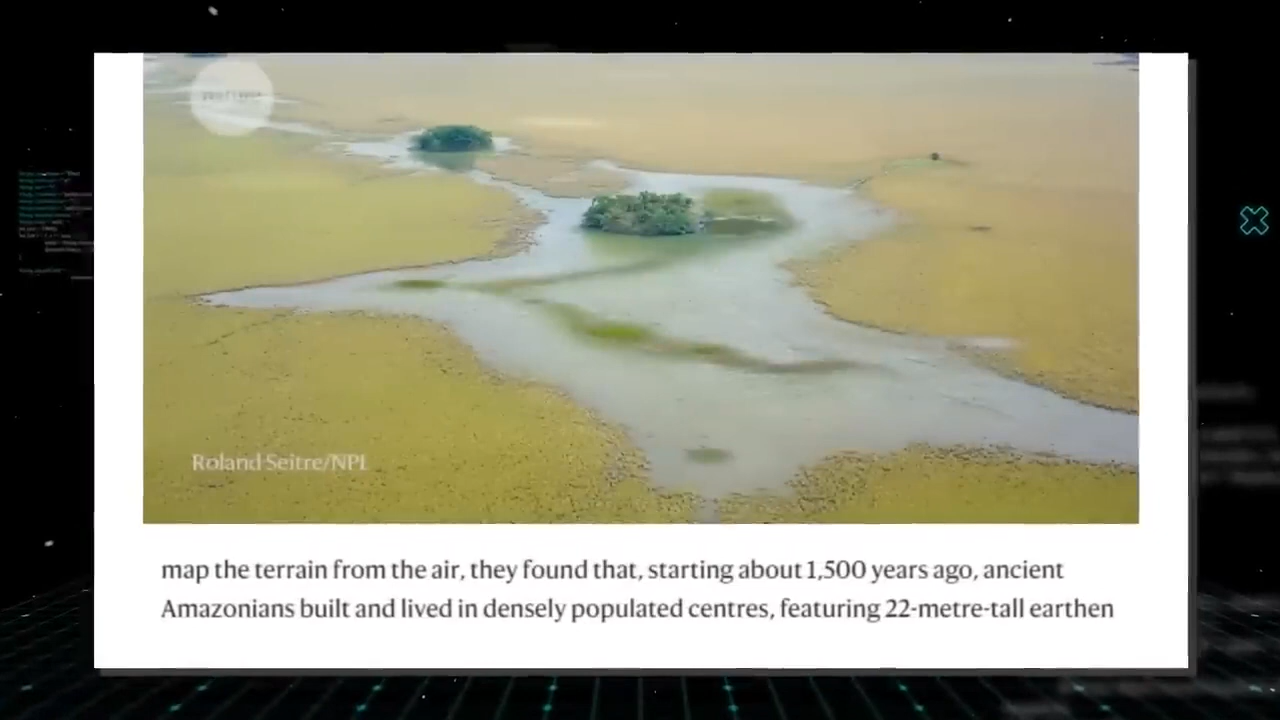 Roland Seitre/NPL
map the terrain from the air, they found that, starting about 1,500 years ago, ancient
Amazonians built and lived in densely populated centres, featuring 22-metre-tall earthen